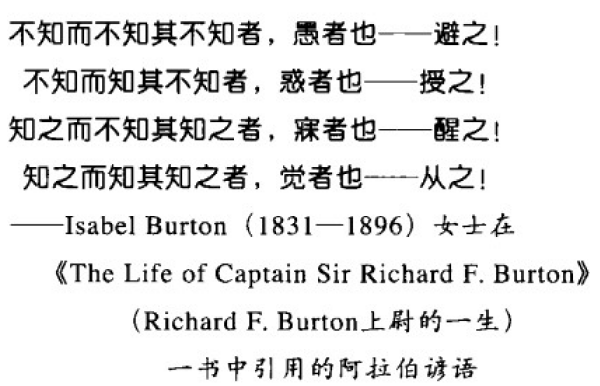 不知而不知其不知者，愚者也——避之！
不知而知其不知者，惑者也——授之！
知之而不知其知之者，寐者也——醒之！
知之而知其知之者，觉者也——从之！
——Isabel Burton（1831—1896）女士在
《The Life of Captain Sir Richard F. Burton》
（Richard F. Burton上尉的一生）
一书中引用的阿拉伯谚语